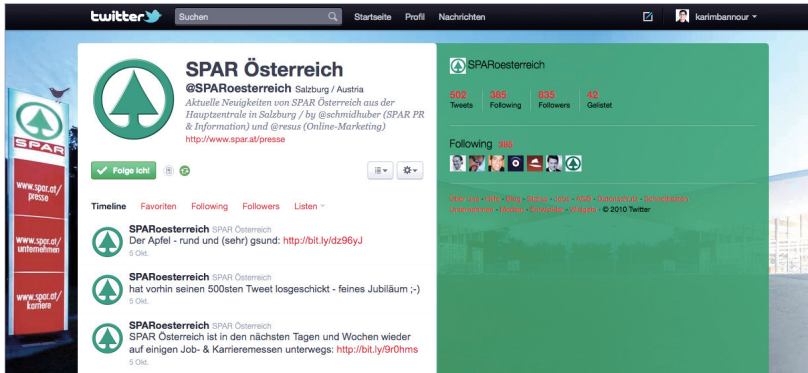 twitter
Suchen
Startseite Profil Nachrichten
karimbannour
SPAR Österreich
@SPARoesterreich Salzburg / Austria
Aktuelle Neuigkeiten von SPAR Österreich aus der
Hauptzentrale in Salzburg / by @schmidhuber (SPAR PR
& Information) und @resus (Online-Marketing)
http://www.spar.at/presse
Folge Ich!
Timeline Favoriten Following Followers Listen
SPARoesterreich SPAR Österreich
Der Apfel - rund und (sehr) gsund: http://bit.ly/dz96yJ
5 Okt.
SPARoesterreich SPAR Österreich
hat vorhin seinen 500sten Tweet losgeschickt - feines Jubiläum ;-)
5 Okt.
SPARoesterreich SPAR Österreich
SPAR Österreich ist in den nächsten Tagen und Wochen wieder
auf einigen Job- & Karrieremessen unterwegs: http://bit.ly/9r0hms
5 Okt.
SPARoesterreich
502 385 835 42
Tweets Following Followers Gelistet
Following 385
© 2010 Twitter
SPAR
www.spar.at/
presse
www.spar.at/
unternehmen
www.spar.at/
karriere